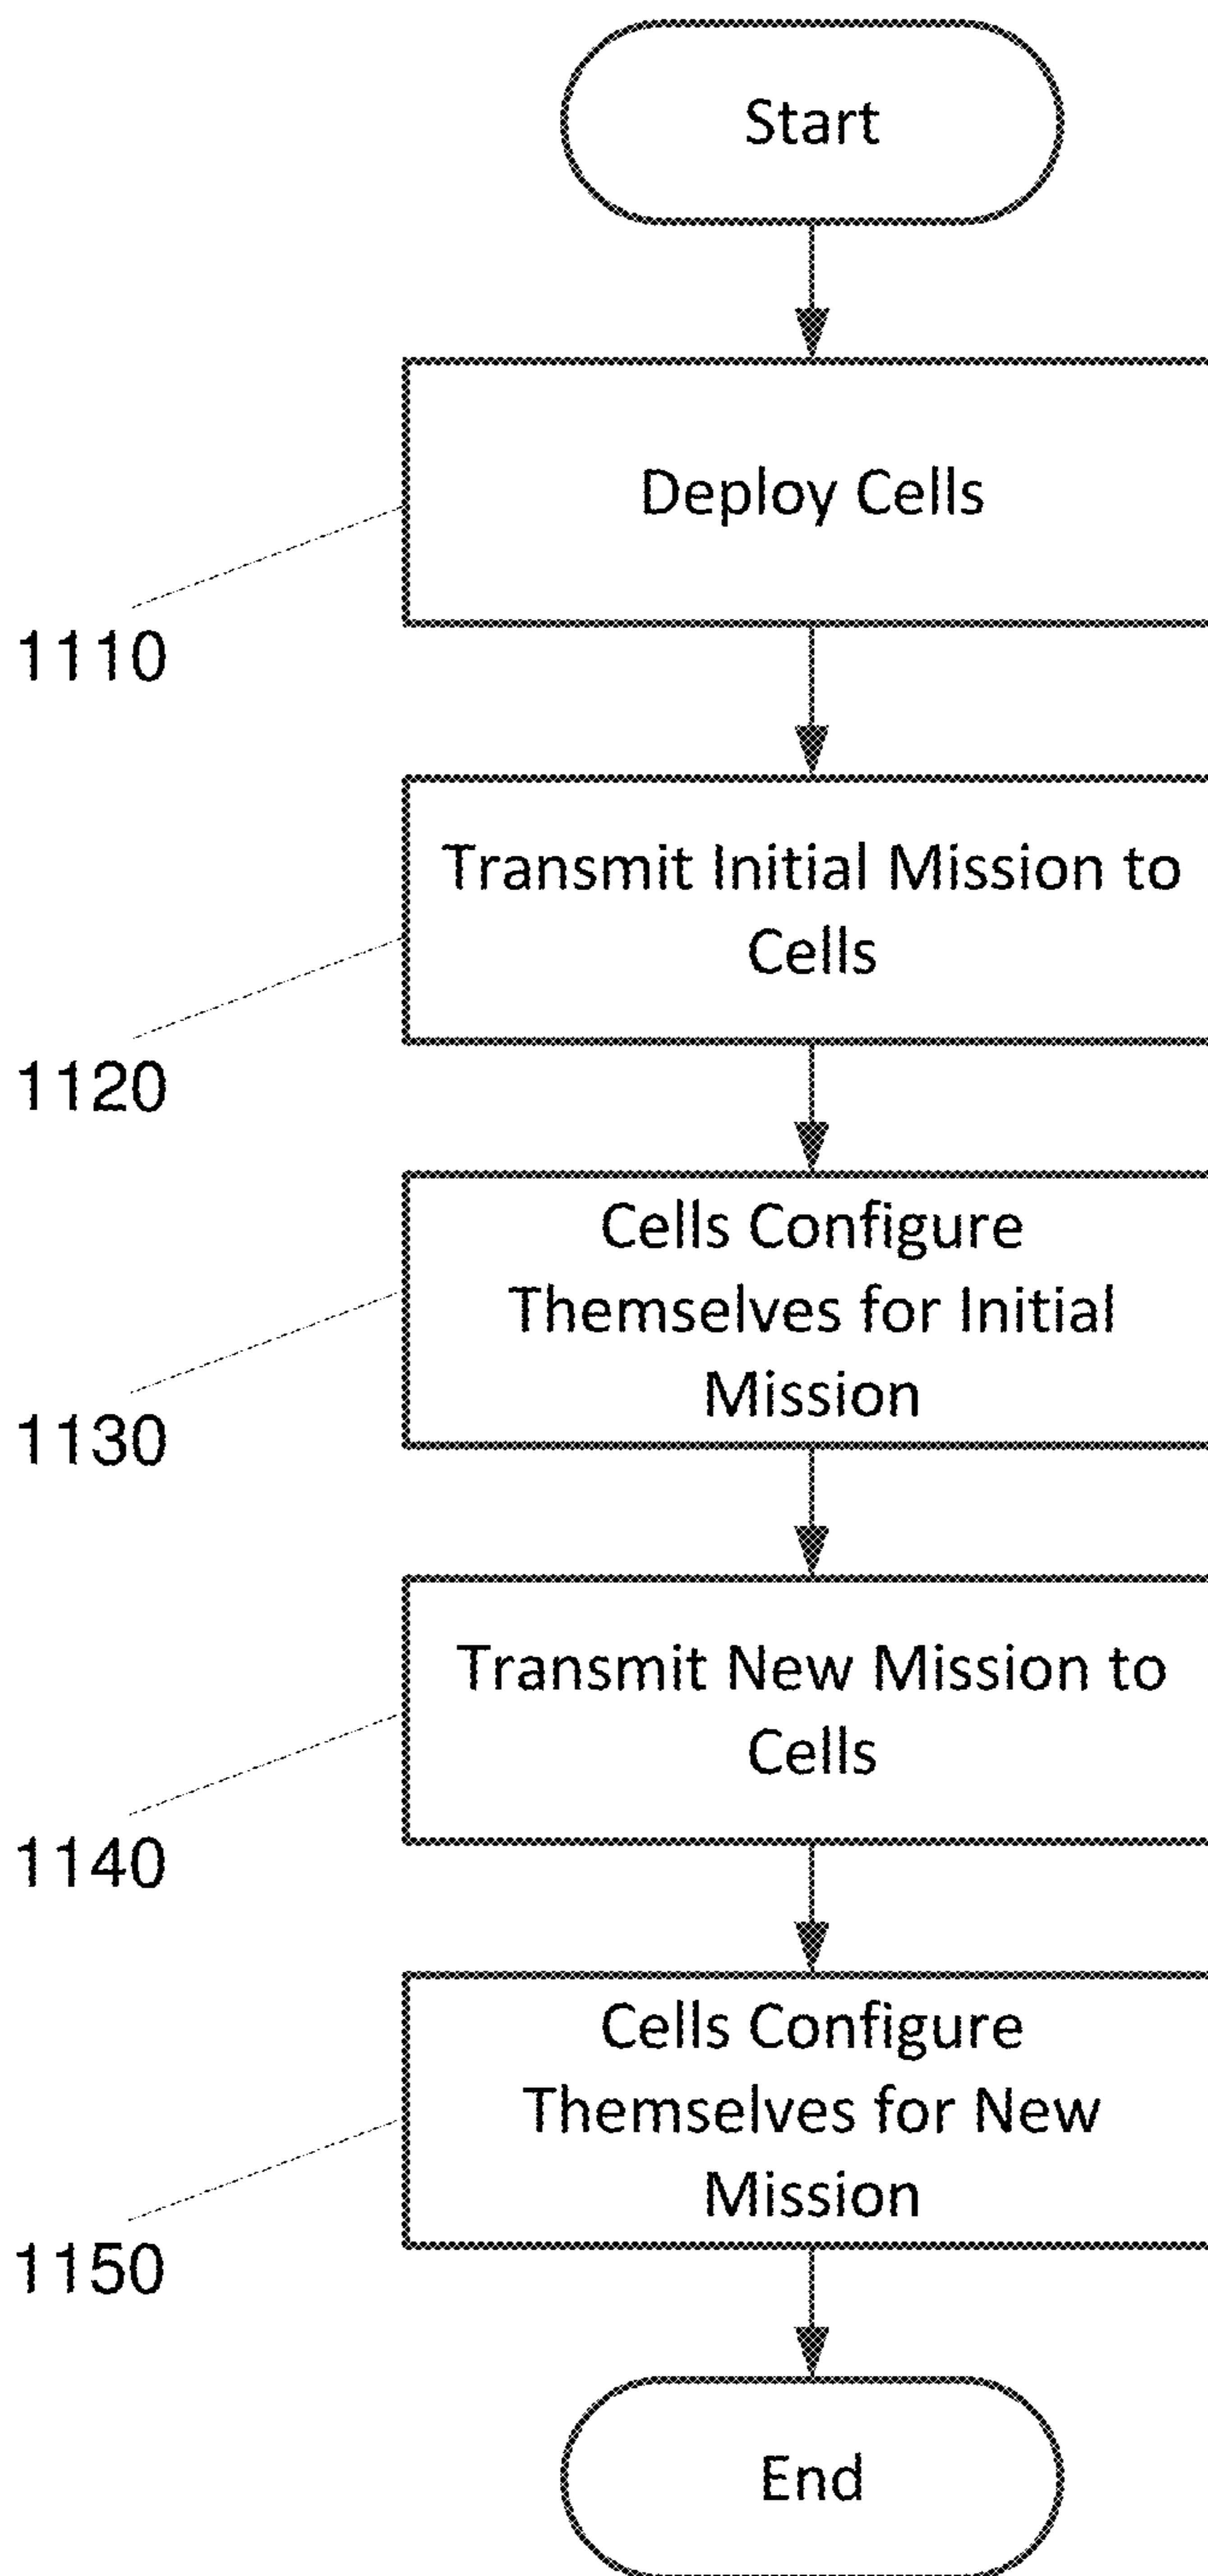 Start
Deploy Cells
1110
Transmit Initial Mission to
Cells
1120
Cells Configure
Themselves for Initial
Mission
1130
Transmit New Mission to
Cells
1140
Cells Configure
Themselves for New
Mission
1150
End